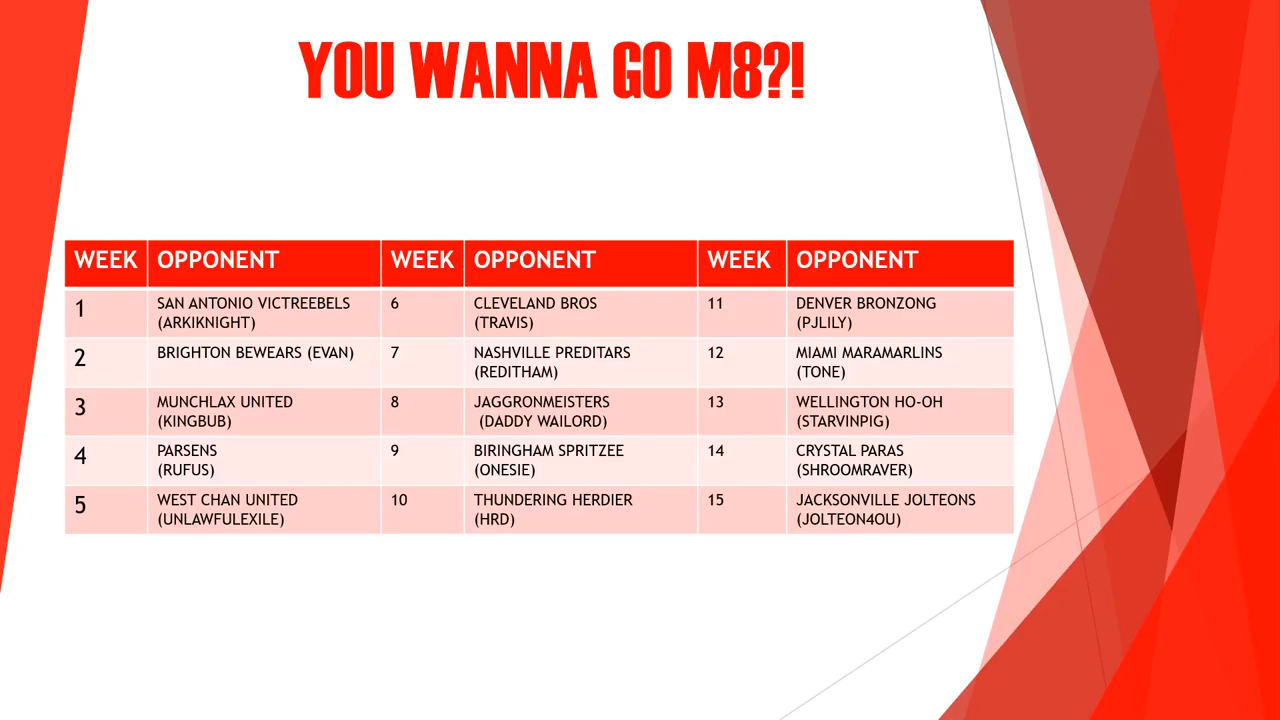 YOU WANNA GO M8?!
WEEK OPPONENT WEEK OPPONENT WEEK OPPONENT
1 SAN ANTONIO VICTREEBELS (ARKIKNIGHT) 6 CLEVELAND BROS (TRAVIS) 11 DENVER BRONZONG (PJLILY)
2 BRIGHTON BEWEARS (EVAN) 7 NASHVILLE PREDITARS (REDITHAM) 12 MIAMI MARAMARLINS (TONE)
3 MUNCHLAX UNITED (KINGBUB) 8 JAGGRONMEISTERS (DADDY WAILORD) 13 WELLINGTON HO-OH (STARVINPIG)
4 PARSENS (RUFUS) 9 BIRINGHAM SPRITZEE (ONESIE) 14 CRYSTAL PARAS (SHROOMRAVER)
5 WEST CHAN UNITED (UNLAWFULEXILE) 10 THUNDERING HERDIER (HRD) 15 JACKSONVILLE JOLTEONS (JOLTEON4OU)